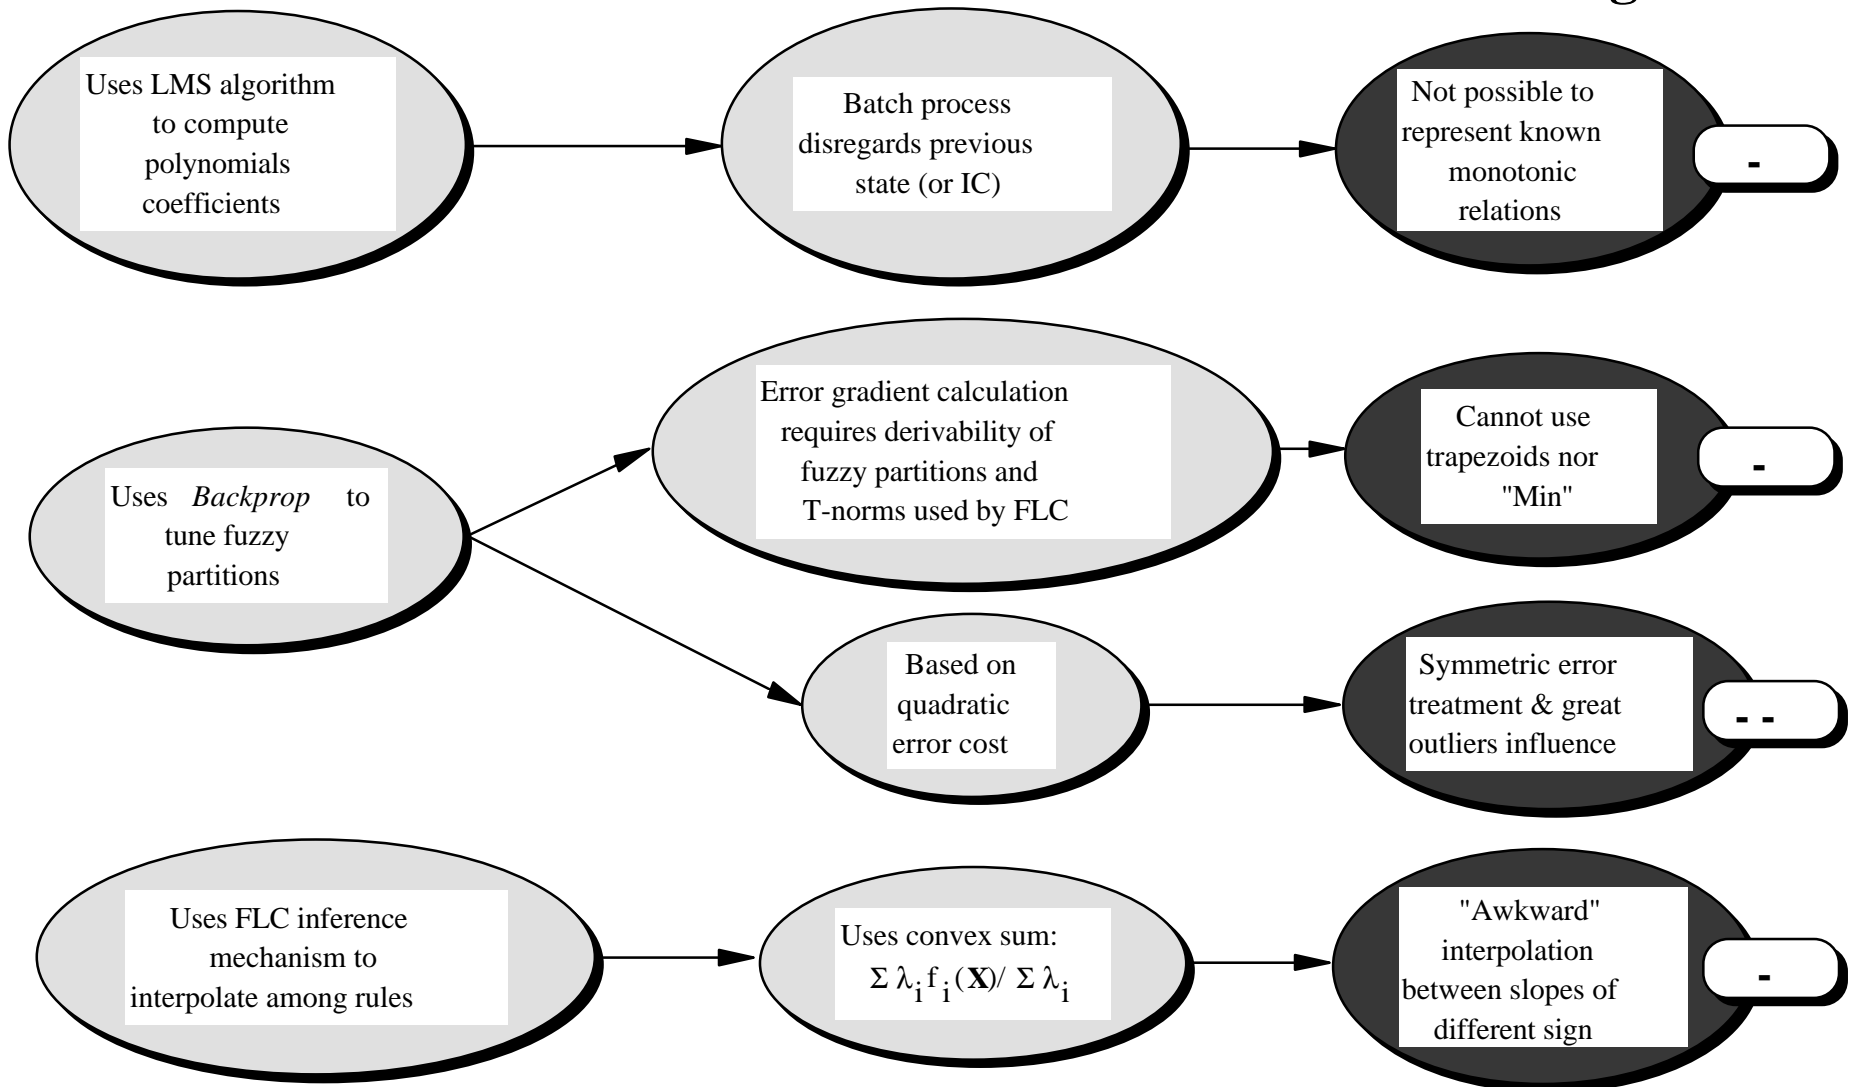 Uses LMS algorithm
to compute
polynomials
coefficients
Batch process
disregards previous
state (or IC)
Not possible to
represent known
monotonic
relations
-
Uses Backprop to
tune fuzzy
partitions
Error gradient calculation
requires derivability of
fuzzy partitions and
T-norms used by FLC
Cannot use
trapezoids nor
"Min"
-
Based on
quadratic
error cost
Symmetric error
treatment & great
outliers influence
- -
Uses FLC inference
mechanism to
interpolate among rules
Uses convex sum:
Σ λi f i (X)/ Σ λi
"Awkward"
interpolation
between slopes of
different sign
-